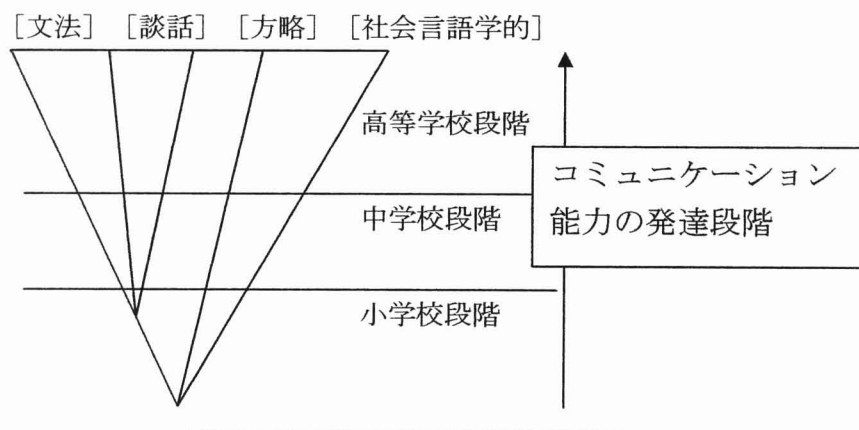 [文法] [談話] [方略] [社会言語学的]
高等学校段階
コミュニケーション
能力の発達段階
中学校段階
小学校段階